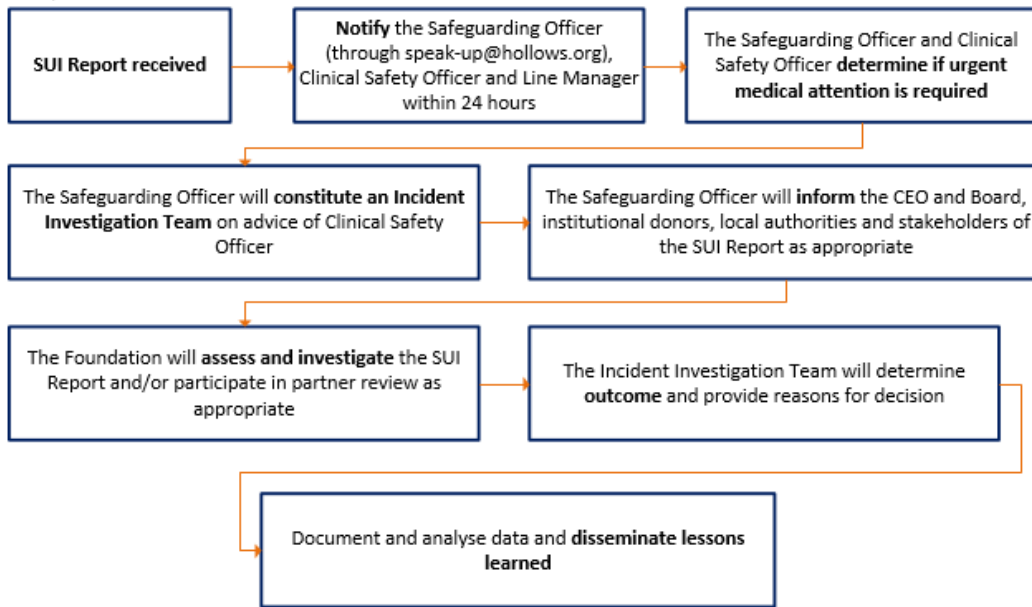 SUI Report received
Notify the Safeguarding Officer
(through speak-up@hollows.org),
Clinical Safety Officer and Line Manager
within 24 hours
The Safeguarding Officer and Clinical
Safety Officer determine if urgent
medical attention is required
The Safeguarding Officer will constitute an Incident
Investigation Team on advice of Clinical Safety
Officer
The Safeguarding Officer will inform the CEO and Board,
institutional donors, local authorities and stakeholders of
the SUI Report as appropriate
The Foundation will assess and investigate the SUI
Report and/or participate in partner review as
appropriate
The Incident Investigation Team will determine
outcome and provide reasons for decision
Document and analyse data and disseminate lessons
learned